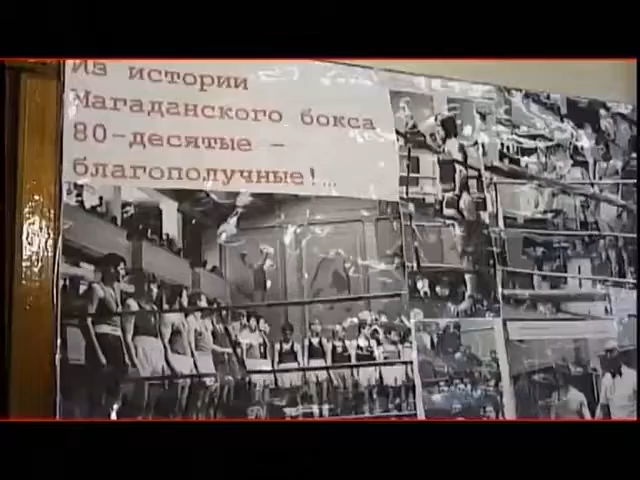 Из истории
Магаданского бокса
80-десятые -
благополучные!...